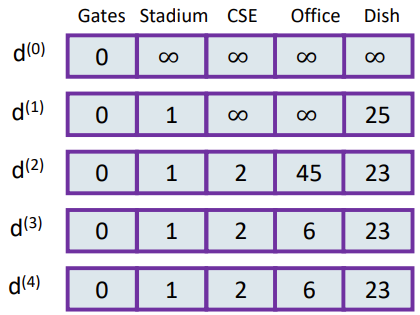 Gates Stadium CSE Office Dish
d(0) 0 ∞ ∞ ∞ ∞
d(1) 0 1 ∞ ∞ 25
d(2) 0 1 2 45 23
d(3) 0 1 2 6 23
d(4) 0 1 2 6 23